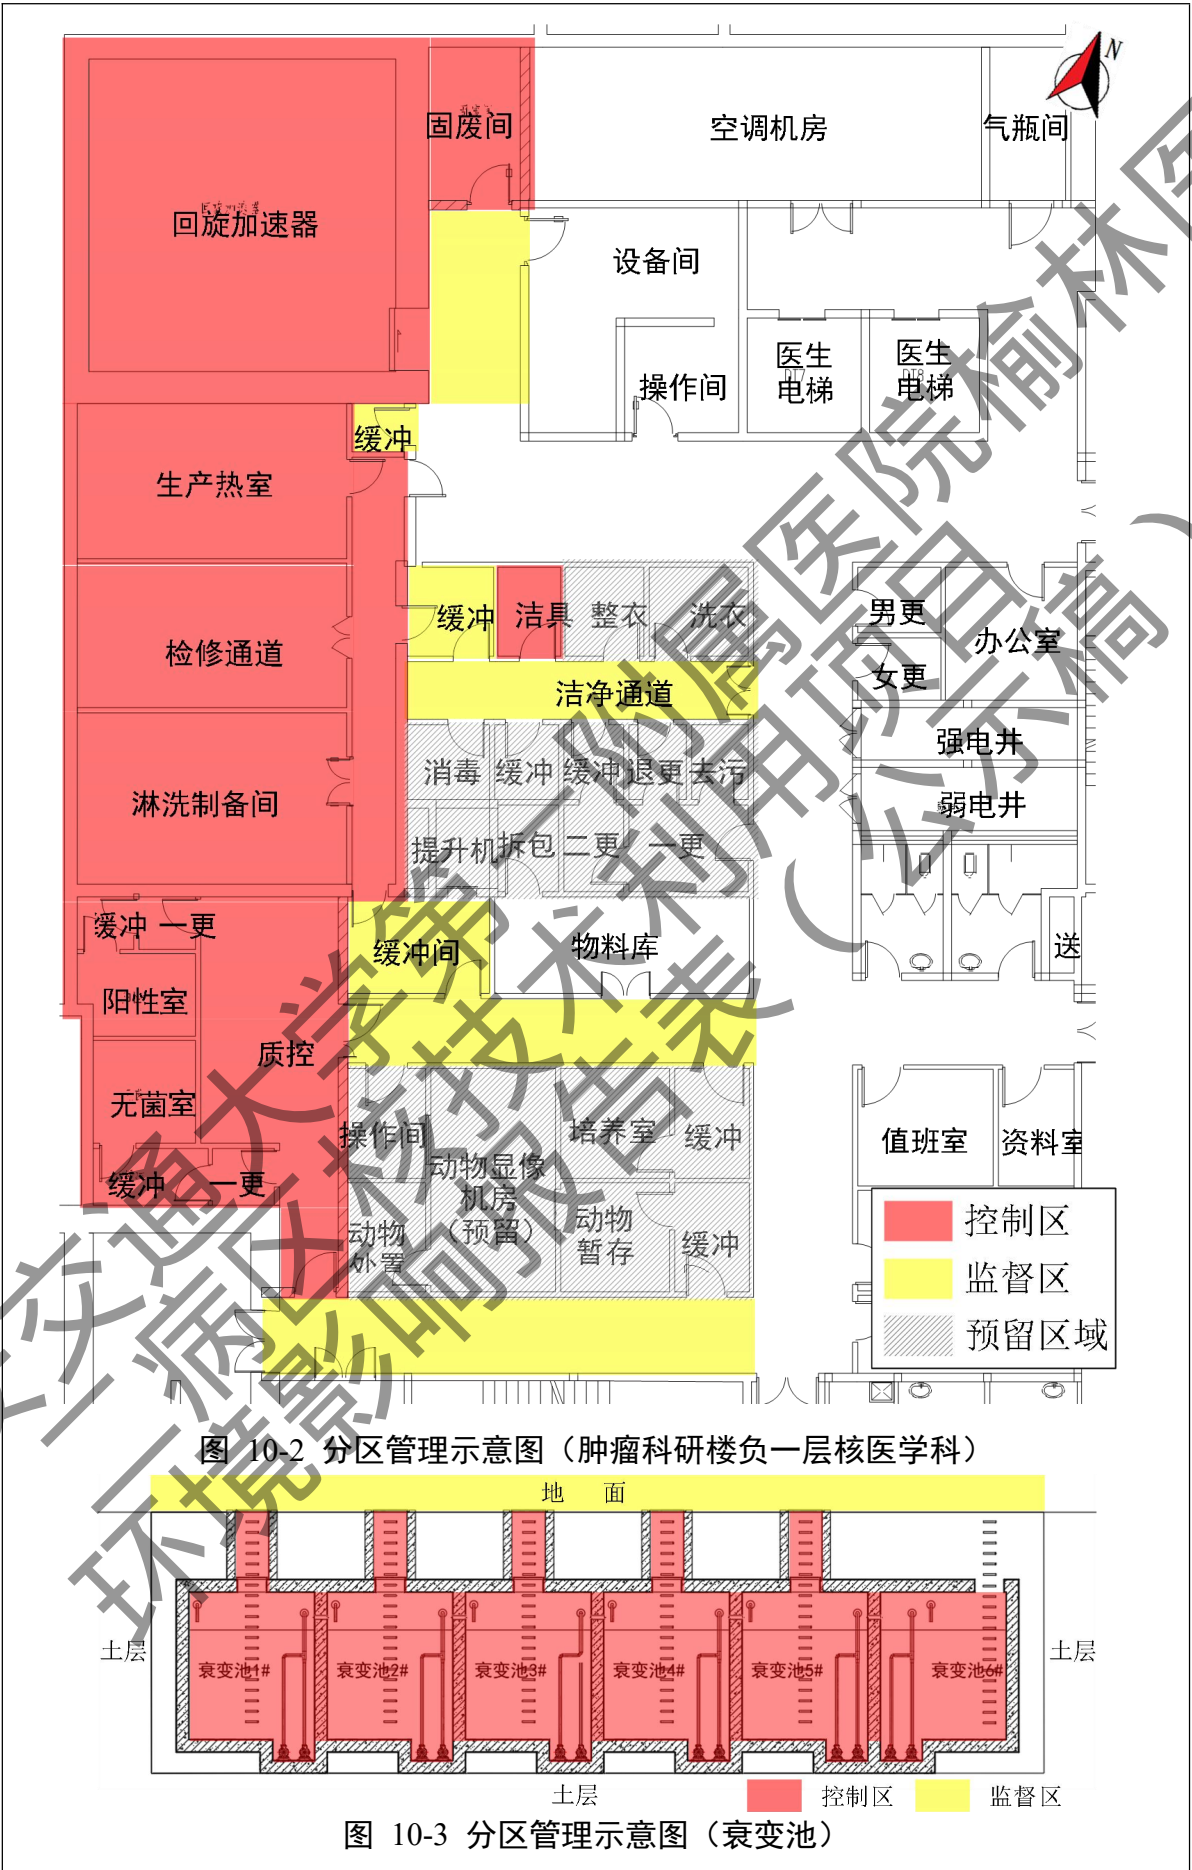 N
固废间
空调机房
气瓶间
回旋加速器
设备间
医生
电梯
DT7
医生
电梯
DT8
操作间
缓冲
生产热室
缓冲
洁具
整衣
洗衣
男更
办公室
检修通道
女更
洁净通道
强电井
消毒
缓冲
缓冲
退更
去污
淋洗制备间
弱电井
提升机
拆包
二更
一更
缓冲
一更
缓冲间
物料库
送
阳性室
质控
无菌室
操作间
培养室
缓冲
值班室
资料室
动物显像
机房
（预留）
缓冲
一更
动物
处置
动物
暂存
缓冲
控制区
监督区
预留区域
图 10-2 分区管理示意图（肿瘤科研楼负一层核医学科）
地 面
土层
衰变池1#
衰变池2#
衰变池3#
衰变池4#
衰变池5#
衰变池6#
土层
土层
控制区
监督区
图 10-3 分区管理示意图（衰变池）
交通大学第一附属医院榆林医
病区核技术利用项目
环境影响报告表（公示稿）